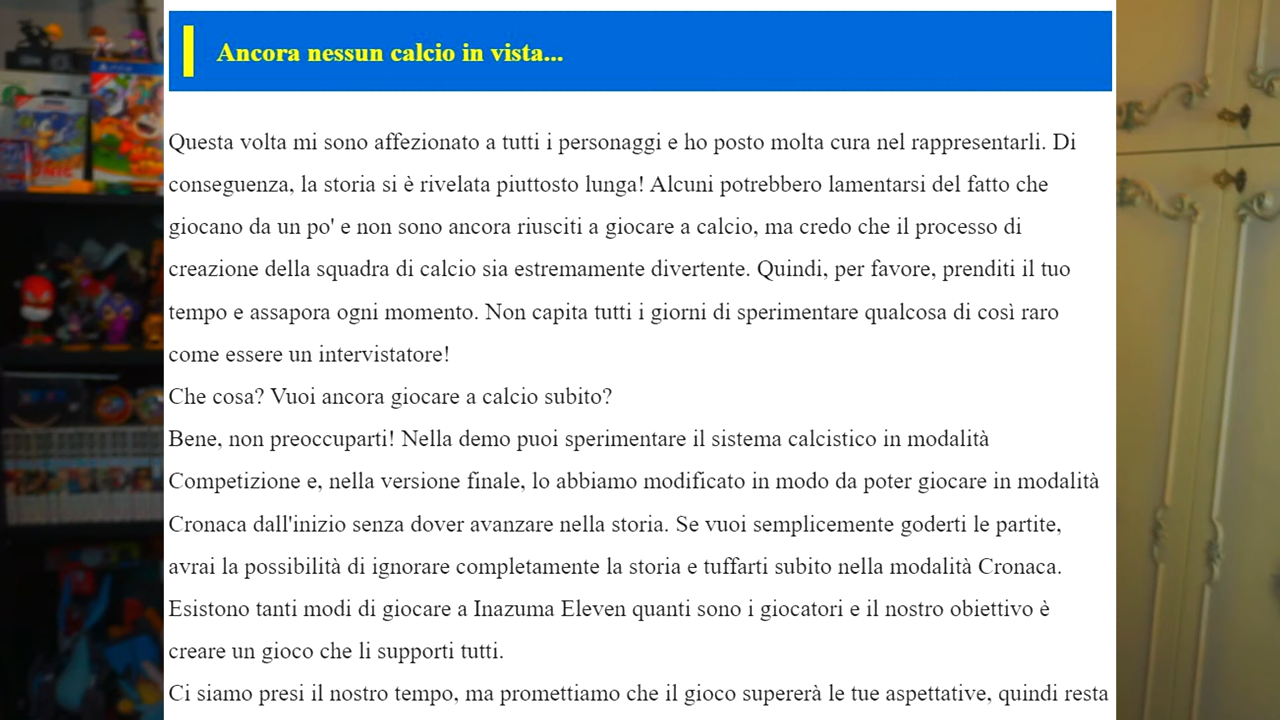 Ancora nessun calcio in vista...
Questa volta mi sono affezionato a tutti i personaggi e ho posto molta cura nel rappresentarli. Di
conseguenza, la storia si è rivelata piuttosto lunga! Alcuni potrebbero lamentarsi del fatto che
giocano da un po' e non sono ancora riusciti a giocare a calcio, ma credo che il processo di
creazione della squadra di calcio sia estremamente divertente. Quindi, per favore, prenditi il tuo
tempo e assapora ogni momento. Non capita tutti i giorni di sperimentare qualcosa di così raro
come essere un intervistatore!
Che cosa? Vuoi ancora giocare a calcio subito?
Bene, non preoccuparti! Nella demo puoi sperimentare il sistema calcistico in modalità
Competizione e, nella versione finale, lo abbiamo modificato in modo da poter giocare in modalità
Cronaca dall'inizio senza dover avanzare nella storia. Se vuoi semplicemente goderti le partite,
avrai la possibilità di ignorare completamente la storia e tuffarti subito nella modalità Cronaca.
Esistono tanti modi di giocare a Inazuma Eleven quanti sono i giocatori e il nostro obiettivo è
creare un gioco che li supporti tutti.
Ci siamo presi il nostro tempo, ma promettiamo che il gioco supererà le tue aspettative, quindi resta